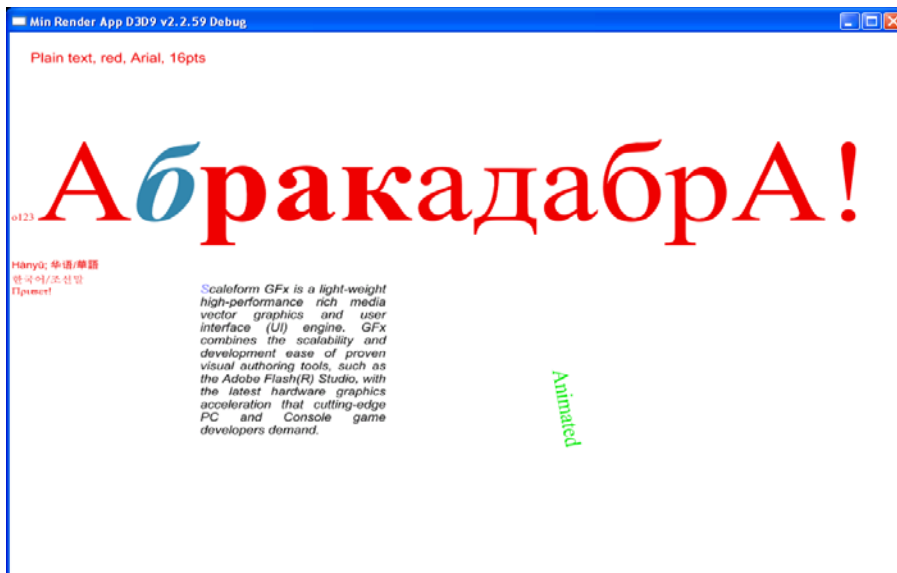 Min Render App D3D9 v2.2.59 Debug
Plain text, red, Arial, 16pts
o123 АбракадабрА!
Hànyǔ; 华语/華語
한국어/조선말
Привет!
Scaleform GFx is a light-weight
high-performance rich media
vector graphics and user
interface (UI) engine. GFx
combines the scalability and
development ease of proven
visual authoring tools, such as
the Adobe Flash(R) Studio, with
the latest hardware graphics
acceleration that cutting-edge
PC and Console game
developers demand.
Animated